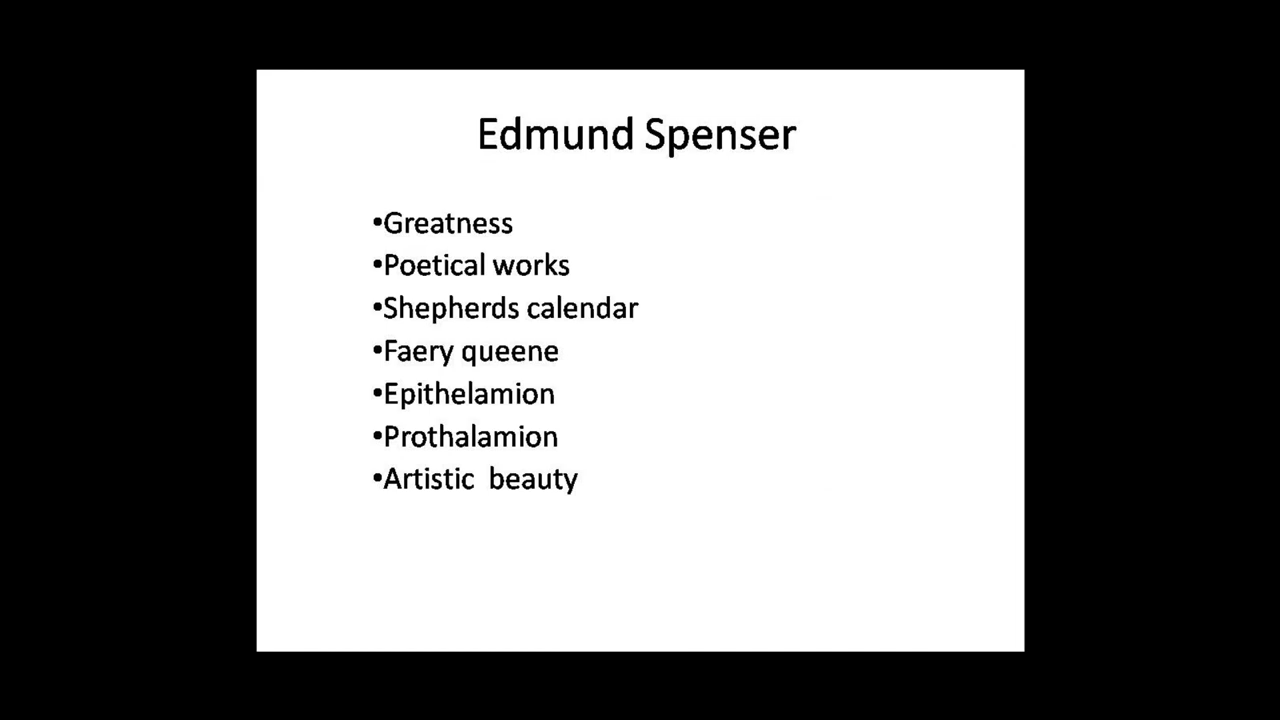 Edmund Spenser
•Greatness
•Poetical works
•Shepherds calendar
•Faery queene
•Epithelamion
•Prothalamion
•Artistic  beauty